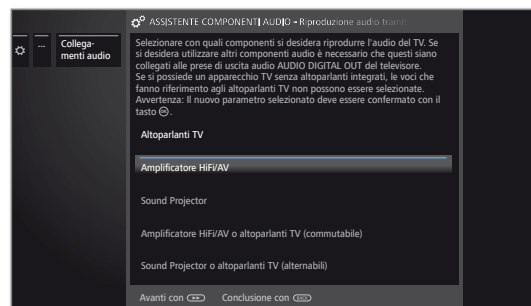 ASSISTENTE COMPONENTI AUDIO → Riproduzione audio tramit
...
Collega-
menti audio
Selezionare con quali componenti si desidera riprodurre l'audio del TV. Se
si desidera utilizzare altri componenti audio è necessario che questi siano
collegati alle prese di uscita audio AUDIO DIGITAL OUT del televisore.
Se si possiede un apparecchio TV senza altoparlanti integrati, le voci che
fanno riferimento agli altoparlanti TV non possono essere selezionate.
Avvertenza: Il nuovo parametro selezionato deve essere confermato con il
tasto OK.
Altoparlanti TV
Amplificatore HiFi/AV
Sound Projector
Amplificatore HiFi/AV o altoparlanti TV (commutabile)
Sound Projector o altoparlanti TV (alternabili)
Avanti con Conclusione con BACK